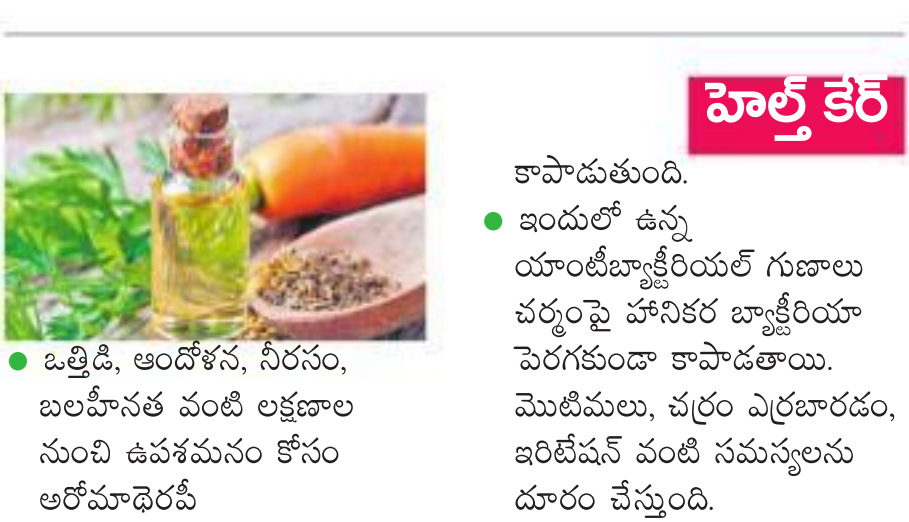 హెల్త్ కేర్
ఒత్తిడి, ఆందోళన, నీరసం,
బలహీనత వంటి లక్షణాల
నుంచి ఉపశమనం కోసం
అరోమాథెరపీ
కాపాడుతుంది.
ఇందులో ఉన్న
యాంటీబ్యాక్టీరియల్ గుణాలు
చర్మంపై హానికర బ్యాక్టీరియా
పెరగకుండా కాపాడతాయి.
మొటిమలు, చర్రం ఎర్రబారడం,
ఇరిటేషన్ వంటి సమస్యలను
దూరం చేస్తుంది.